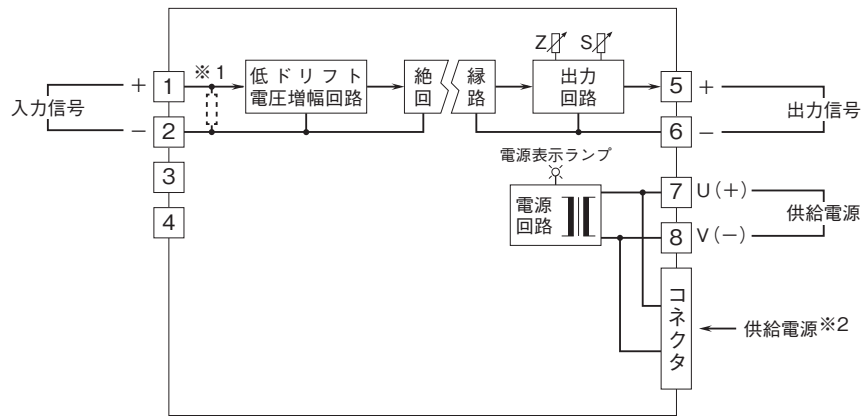 Z S
※1
＋ 1 低ドリフト
電圧増幅回路 絶縁
回路 出力
回路 5 ＋
入力信号 出力信号
－ 2 6 －
3 電源表示ランプ
4 電源
回路 7 U(＋)
供給電源
8 V(－)
コネクタ 供給電源※2